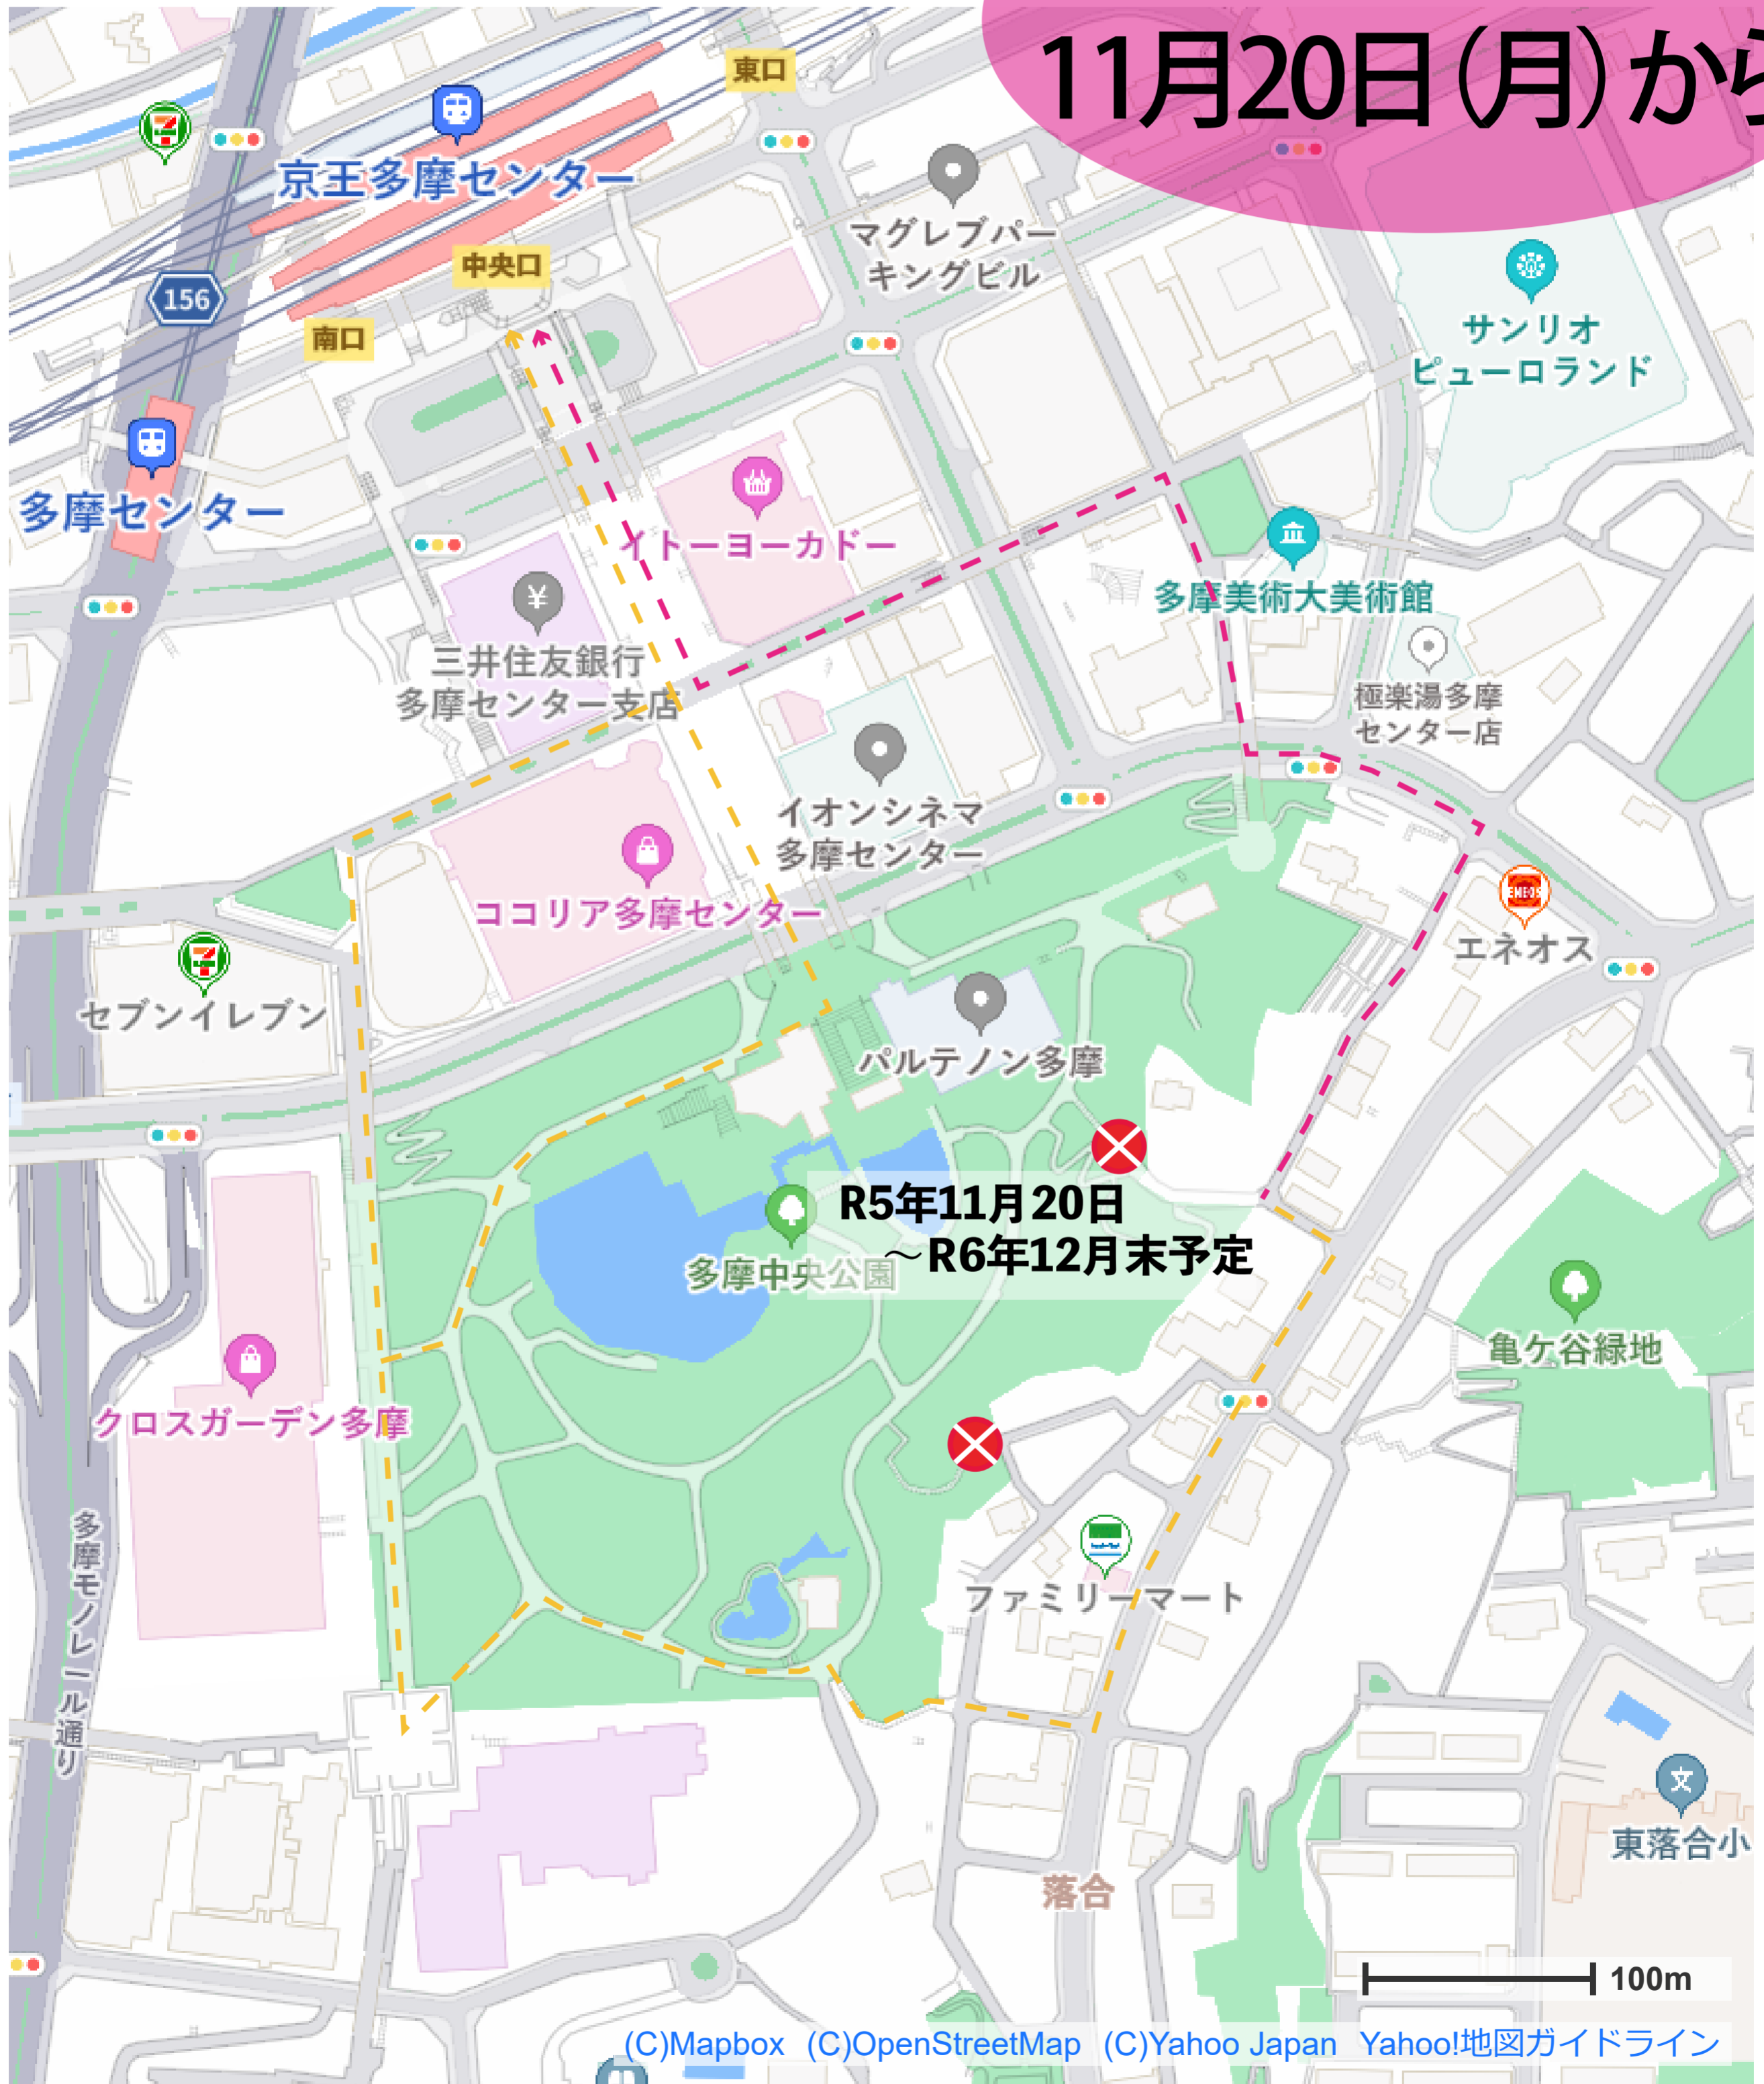 11月20日（月）から
東口
京王多摩センター
マグレブパー
キングビル
中央口
156
南口
サンリオ
ピューロランド
多摩センター
イトーヨーカドー
多摩美術大美術館
三井住友銀行
多摩センター支店
極楽湯多摩
センター店
イオンシネマ
多摩センター
ココリア多摩センター
ENEOS
エネオス
セブンイレブン
パルテノン多摩
R5年11月20日
～R6年12月末予定
多摩中央公園
亀ケ谷緑地
クロスガーデン多摩
多摩モノレール通り
ファミリーマート
文
東落合小
落合
100m
(C)Mapbox (C)OpenStreetMap (C)Yahoo Japan Yahoo!地図ガイドライン